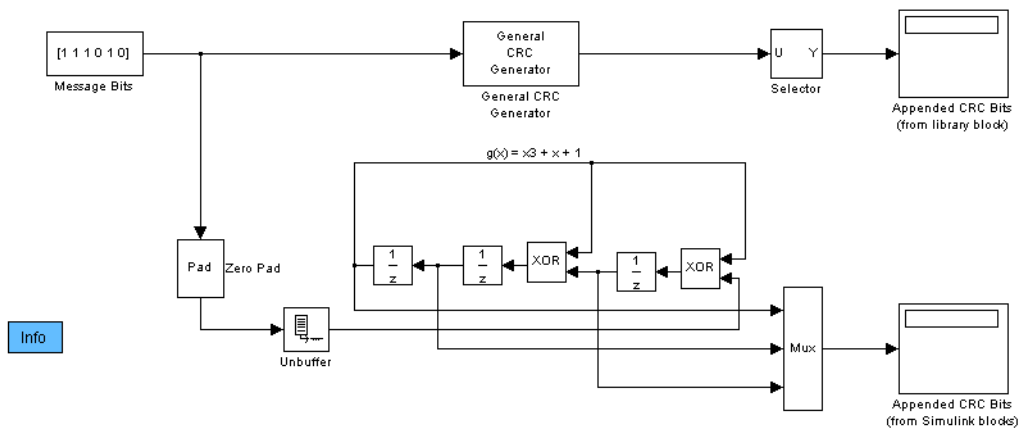 [1 1 1 0 1 0]
Message Bits
General
CRC
Generator
General CRC
Generator
U Y
Selector
Appended CRC Bits
(from library block)
g(x) = x3 + x + 1
Pad
Zero Pad
1
z
1
z
XOR
1
z
XOR
Info
Unbuffer
Mux
Appended CRC Bits
(from Simulink blocks)